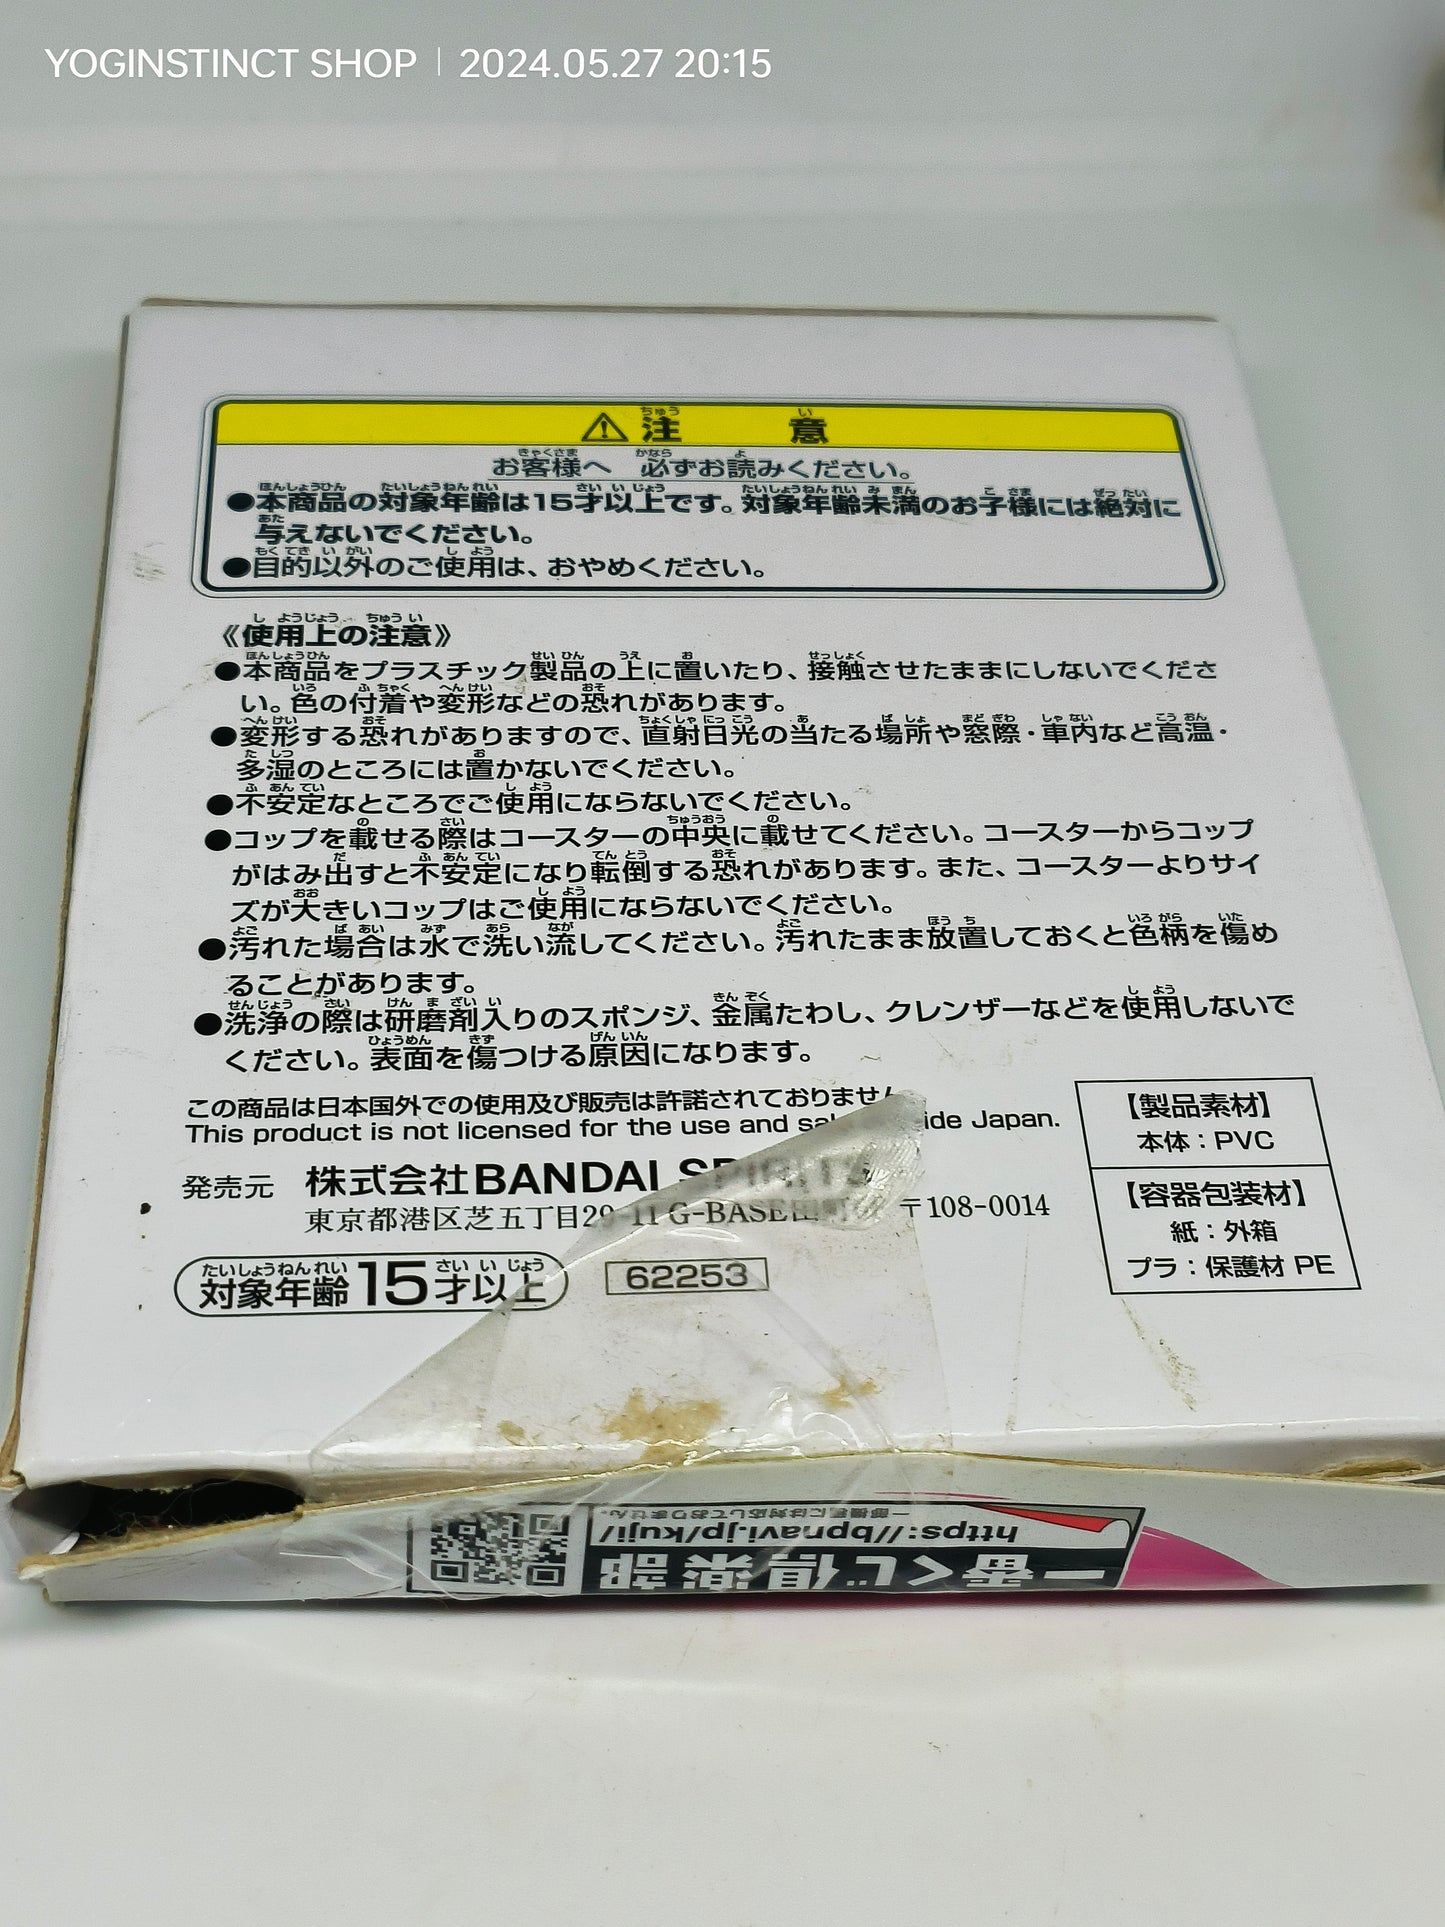 YOGINSTINCT SHOP | 2024.05.27 20:15
⚠注 意
お客様へ 必ずお読みください。
●本商品の対象年齢は15才以上です。対象年齢未満のお子様には絶対に
与えないでください。
●目的以外のご使用は、おやめください。
《使用上の注意》
●本商品をプラスチック製品の上に置いたり、接触させたままにしないでくださ
い。色の付着や変形などの恐れがあります。
●変形する恐れがありますので、直射日光の当たる場所や窓際・車内など高温・
多湿のところには置かないでください。
●不安定なところでご使用にならないでください。
●コップを載せる際はコースターの中央に載せてください。コースターからコップ
がはみ出すと不安定になり転倒する恐れがあります。また、コースターよりサイ
ズが大きいコップはご使用にならないでください。
●汚れた場合は水で洗い流してください。汚れたまま放置しておくと色柄を傷め
ることがあります。
●洗浄の際は研磨剤入りのスポンジ、金属たわし、クレンザーなどを使用しないで
ください。表面を傷つける原因になります。
この商品は日本国外での使用及び販売は許諾されておりません
This product is not licensed for the use and Japan.
発売元 株式会社BANDAI SPIRITS
東京都港区芝五丁目29-11 G-BASE田町 〒108-0014
対象年齢15才以上
62253
【製品素材】
本体：PVC
【容器包装材】
紙：外箱
プラ：保護材 PE
一番くじ倶楽部
https://bpnavi.jp/kuji/
一部機種には対応しておりません。